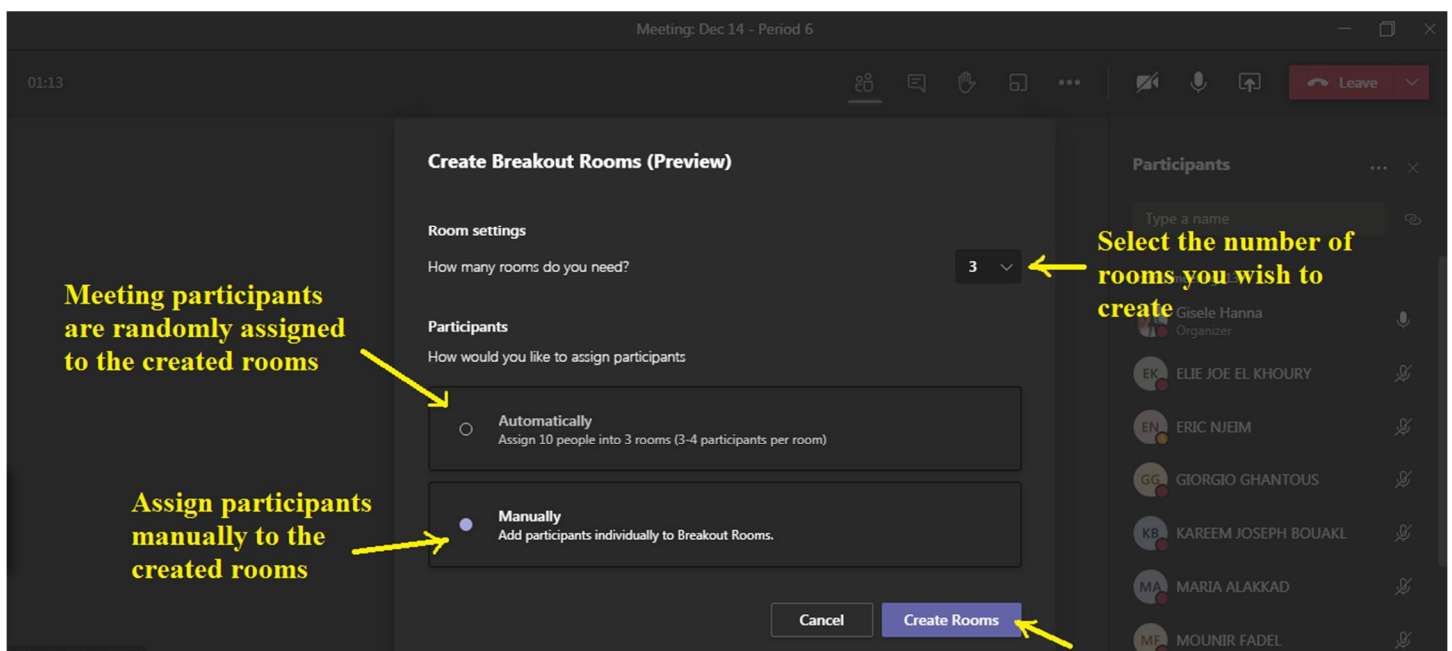 Meeting: Dec 14 - Period 6
01:13
Leave
Create Breakout Rooms (Preview)
Room settings
How many rooms do you need?
3
Participants
How would you like to assign participants
Automatically
Assign 10 people into 3 rooms (3-4 participants per room)
Manually
Add participants individually to Breakout Rooms.
Cancel
Create Rooms
Meeting participants
are randomly assigned
to the created rooms
Assign participants
manually to the
created rooms
Select the number of
rooms you wish to
create
Participants
Type a name
Gisele Hanna
Organizer
EK
ELIE JOE EL KHOURY
EN
ERIC NJEIM
GG
GIORGIO GHANTOUS
KB
KAREEM JOSEPH BOUAKL
MA
MARIA ALAKKAD
MF
MOUNIR FADEL